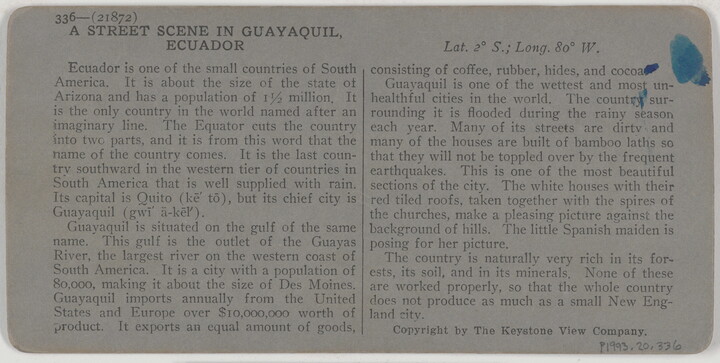 336—(21872)
A STREET SCENE IN GUAYAQUIL,
ECUADOR
Ecuador is one of the small countries of South
America. It is about the size of the state of
Arizona and has a population of 1½ million. It
is the only country in the world named after an
imaginary line. The Equator cuts the country
into two parts, and it is from this word that the
name of the country comes. It is the last coun-
try southward in the western tier of countries in
South America that is well supplied with rain.
Its capital is Quito (kē′ tō), but its chief city is
Guayaquil (gwī′ ä-kēl′).
Guayaquil is situated on the gulf of the same
name. This gulf is the outlet of the Guayas
River, the largest river on the western coast of
South America. It is a city with a population of
80,000, making it about the size of Des Moines.
Guayaquil imports annually from the United
States and Europe over $10,000,000 worth of
product. It exports an equal amount of goods,
Lat. 2° S.; Long. 80° W.
consisting of coffee, rubber, hides, and cocoa.
Guayaquil is one of the wettest and most un-
healthful cities in the world. The country sur-
rounding it is flooded during the rainy season
each year. Many of its streets are dirty and
many of the houses are built of bamboo laths so
that they will not be toppled over by the frequent
earthquakes. This is one of the most beautiful
sections of the city. The white houses with their
red tiled roofs, taken together with the spires of
the churches, make a pleasing picture against the
background of hills. The little Spanish maiden is
posing for her picture.
The country is naturally very rich in its for-
ests, its soil, and in its minerals. None of these
are worked properly, so that the whole country
does not produce as much as a small New Eng-
land city.
Copyright by The Keystone View Company.
P1993.20.336